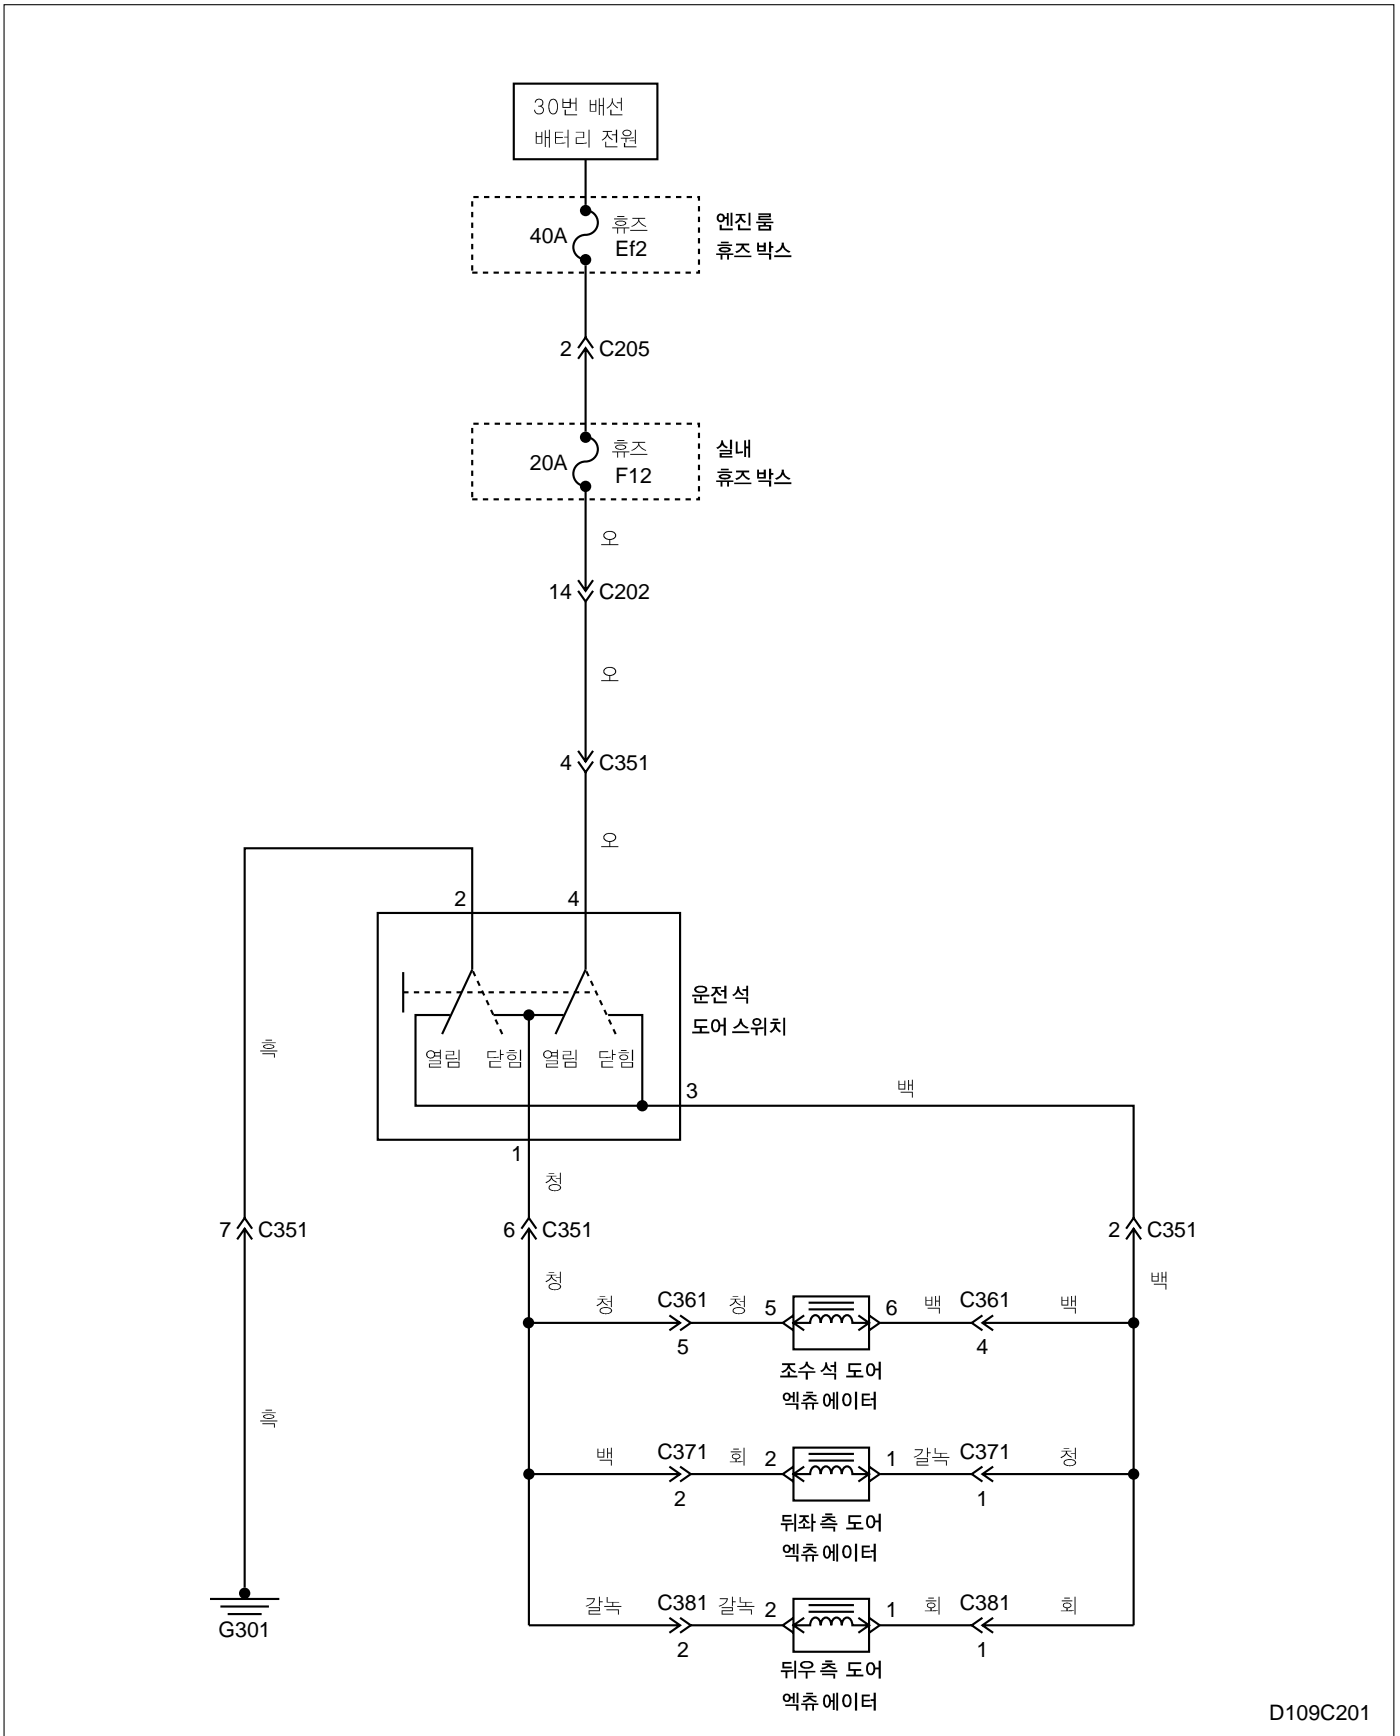 30번 배선
배터리 전원
40A
휴즈
Ef2
엔진 룸
휴즈 박스
2 C205
20A
휴즈
F12
실내
휴즈 박스
오
14 C202
오
4 C351
오
2 4
운전석
도어 스위치
열림 닫힘 열림 닫힘
흑
3
백
1
청
7 C351 6 C351 2 C351
청 백
청 C361 청 5 6 백 C361 백
5 4
조수석 도어
엑츄에이터
흑
백 C371 회 2 1 갈녹 C371 청
2 1
뒤좌측 도어
엑츄에이터
갈녹 C381 갈녹 2 1 회 C381 회
G301
2 1
뒤우측 도어
엑츄에이터
D109C201